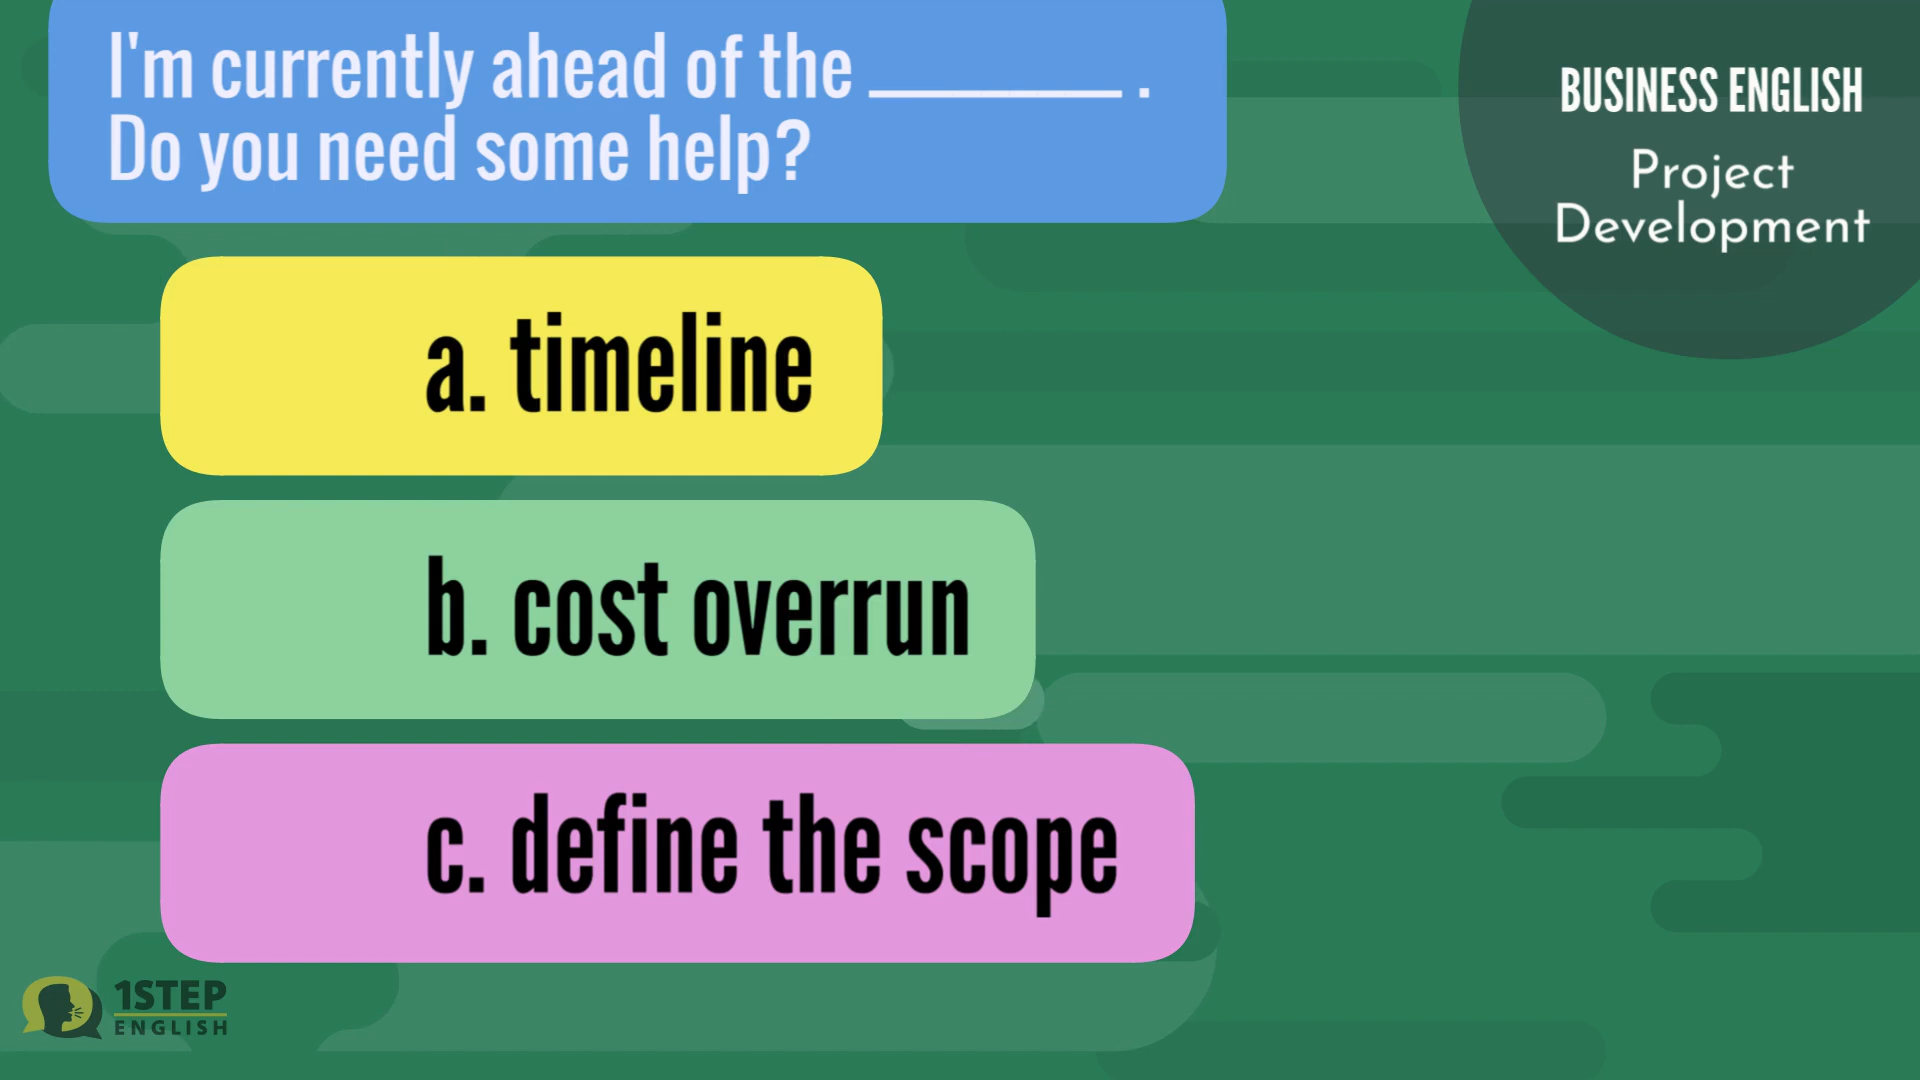 I'm currently ahead of the ________ .
Do you need some help?
BUSINESS ENGLISH
Project
Development
a. timeline
b. cost overrun
c. define the scope
1STEP
ENGLISH